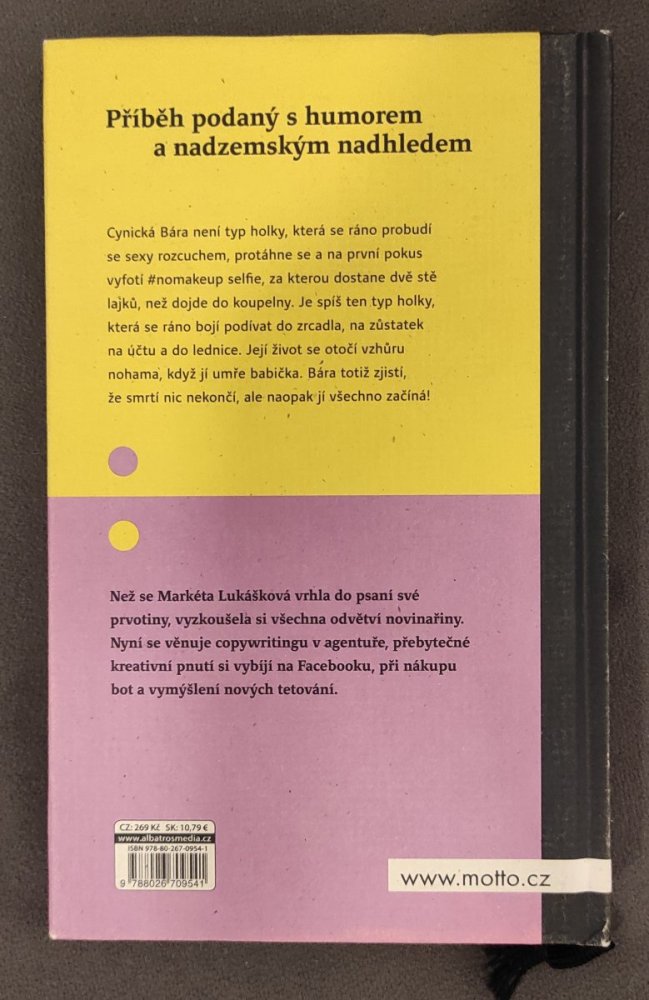 Příběh podaný s humorem
a nadzemským nadhledem
Cynická Bára není typ holky, která se ráno probudí
se sexy rozcuchem, protáhne se a na první pokus
vyfotí #nomakeup selfie, za kterou dostane dvě stě
lajků, než dojde do koupelny. Je spíš ten typ holky,
která se ráno bojí podívat do zrcadla, na zůstatek
na účtu a do lednice. Její život se otočí vzhůru
nohama, když jí umře babička. Bára totiž zjistí,
že smrtí nic nekončí, ale naopak jí všechno začíná!
Než se Markéta Lukášková vrhla do psaní své
prvotiny, vyzkoušela si všechna odvětví novinařiny.
Nyní se věnuje copywritingu v agentuře, přebytečné
kreativní pnutí si vybíjí na Facebooku, při nákupu
bot a vymýšlení nových tetování.
CZ: 269 Kč SK: 10,79 €
www.albatrosmedia.cz
ISBN 978-80-267-0954-1
9 788026 709541
www.motto.cz